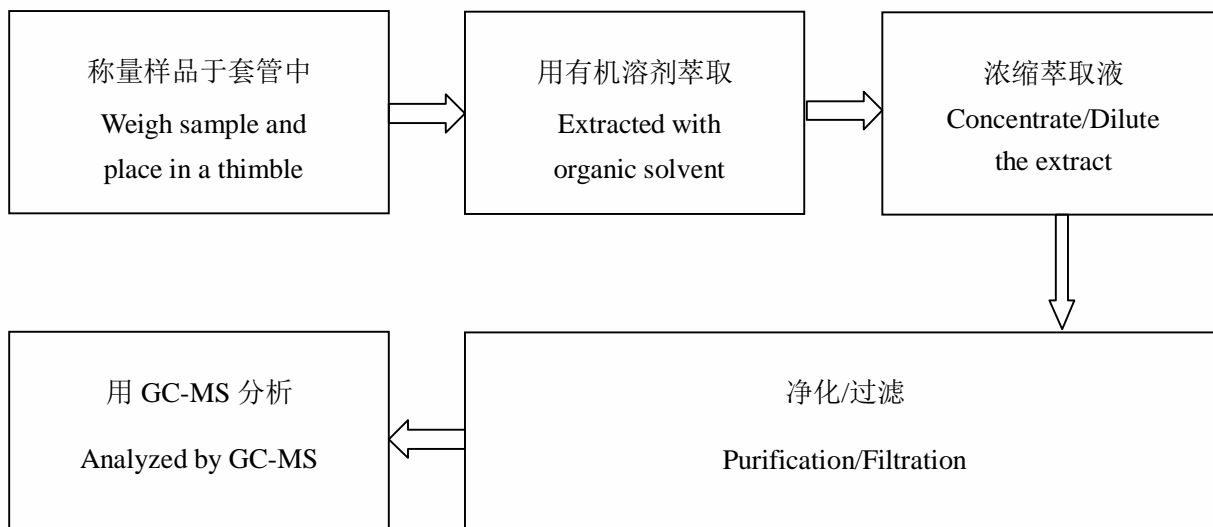 称量样品于套管中
Weigh sample and
place in a thimble
用有机溶剂萃取
Extracted with
organic solvent
浓缩萃取液
Concentrate/Dilute
the extract
净化/过滤
Purification/Filtration
用 GC-MS 分析
Analyzed by GC-MS